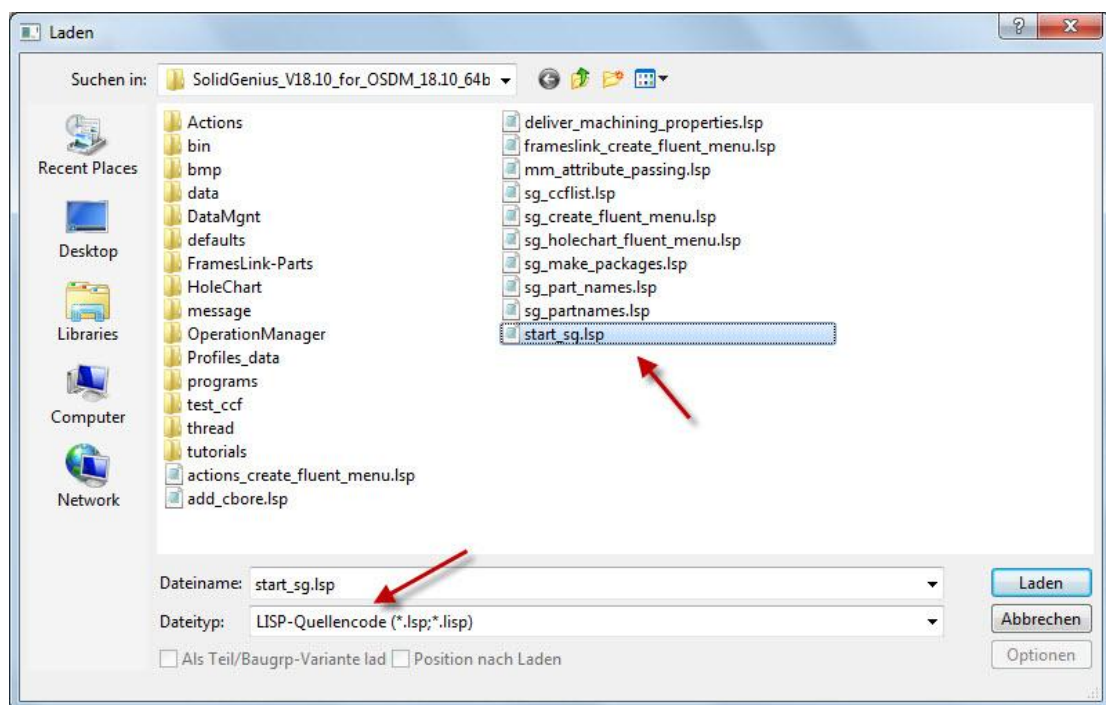 Laden
Suchen in: SolidGenius_V18.10_for_OSDM_18.10_64b
Recent Places
Desktop
Libraries
Computer
Network
Actions
bin
bmp
data
DataMgnt
defaults
FramesLink-Parts
HoleChart
message
OperationManager
Profiles_data
programs
test_ccf
thread
tutorials
actions_create_fluent_menu.lsp
add_cbore.lsp
deliver_machining_properties.lsp
frameslink_create_fluent_menu.lsp
mm_attribute_passing.lsp
sg_ccflist.lsp
sg_create_fluent_menu.lsp
sg_holechart_fluent_menu.lsp
sg_make_packages.lsp
sg_part_names.lsp
sg_partnames.lsp
start_sg.lsp
Dateiname: start_sg.lsp Laden
Dateityp: LISP-Quellencode (*.lsp;*.lisp) Abbrechen
Als Teil/Baugrp-Variante lad Position nach Laden Optionen